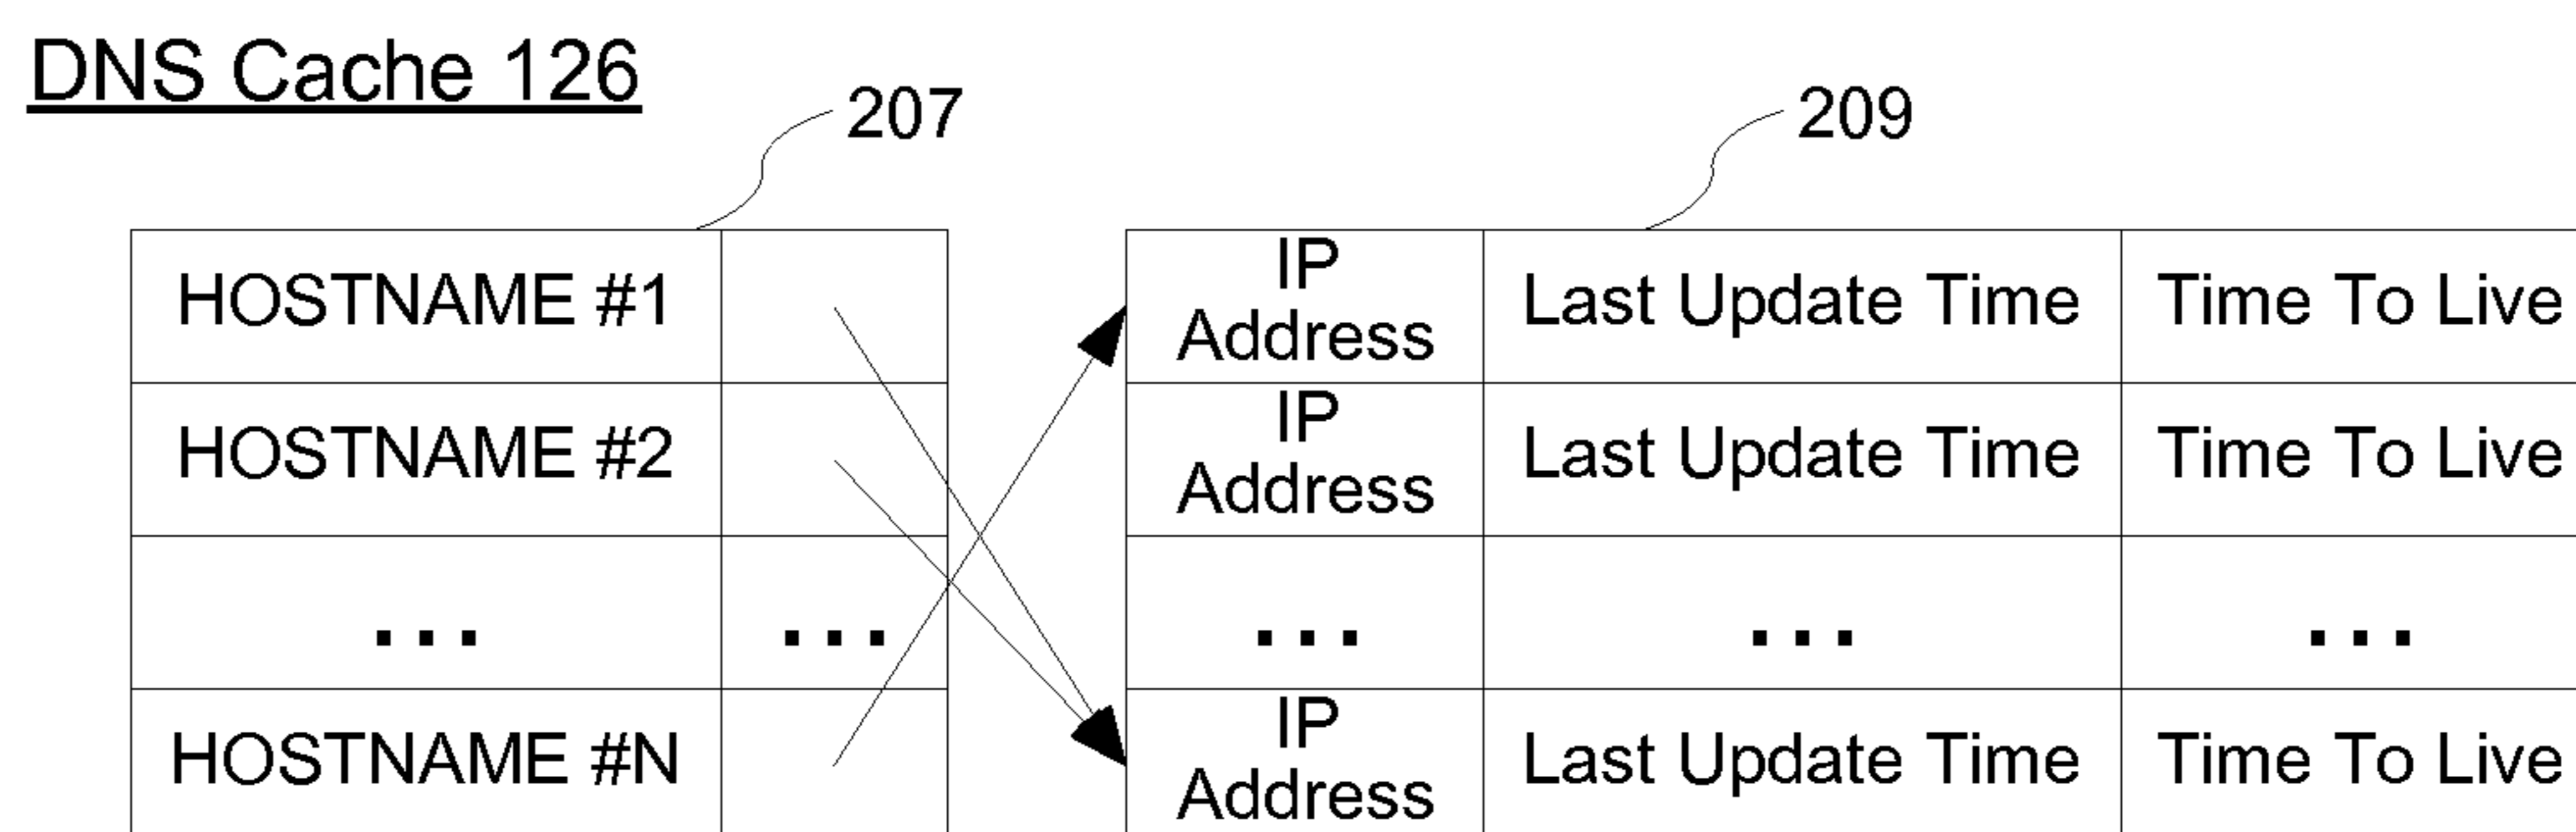 DNS Cache 126
207
209
HOSTNAME #1
IP
Address
Last Update Time
Time To Live
HOSTNAME #2
IP
Address
Last Update Time
Time To Live
...
...
...
...
...
HOSTNAME #N
IP
Address
Last Update Time
Time To Live